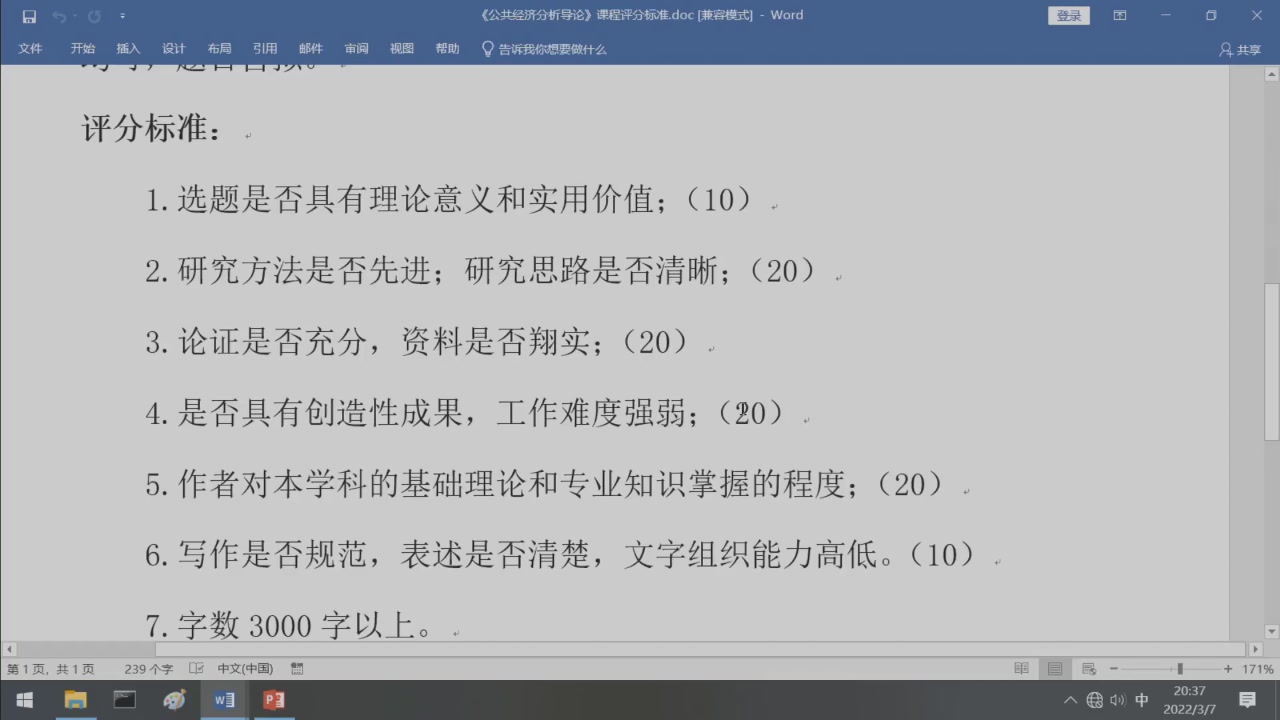 《公共经济分析导论》课程评分标准.doc [兼容模式] - Word
登录
文件 开始 插入 设计 布局 引用 邮件 审阅 视图 帮助 告诉我你想要做什么 共享
评分标准：
1.选题是否具有理论意义和实用价值；（10）
2.研究方法是否先进；研究思路是否清晰；（20）
3.论证是否充分，资料是否翔实；（20）
4.是否具有创造性成果，工作难度强弱；（20）
5.作者对本学科的基础理论和专业知识掌握的程度；（20）
6.写作是否规范，表述是否清楚，文字组织能力高低。（10）
7.字数 3000 字以上。
第1页，共1页 239个字 中文(中国) 171%
中 20:37
2022/3/7